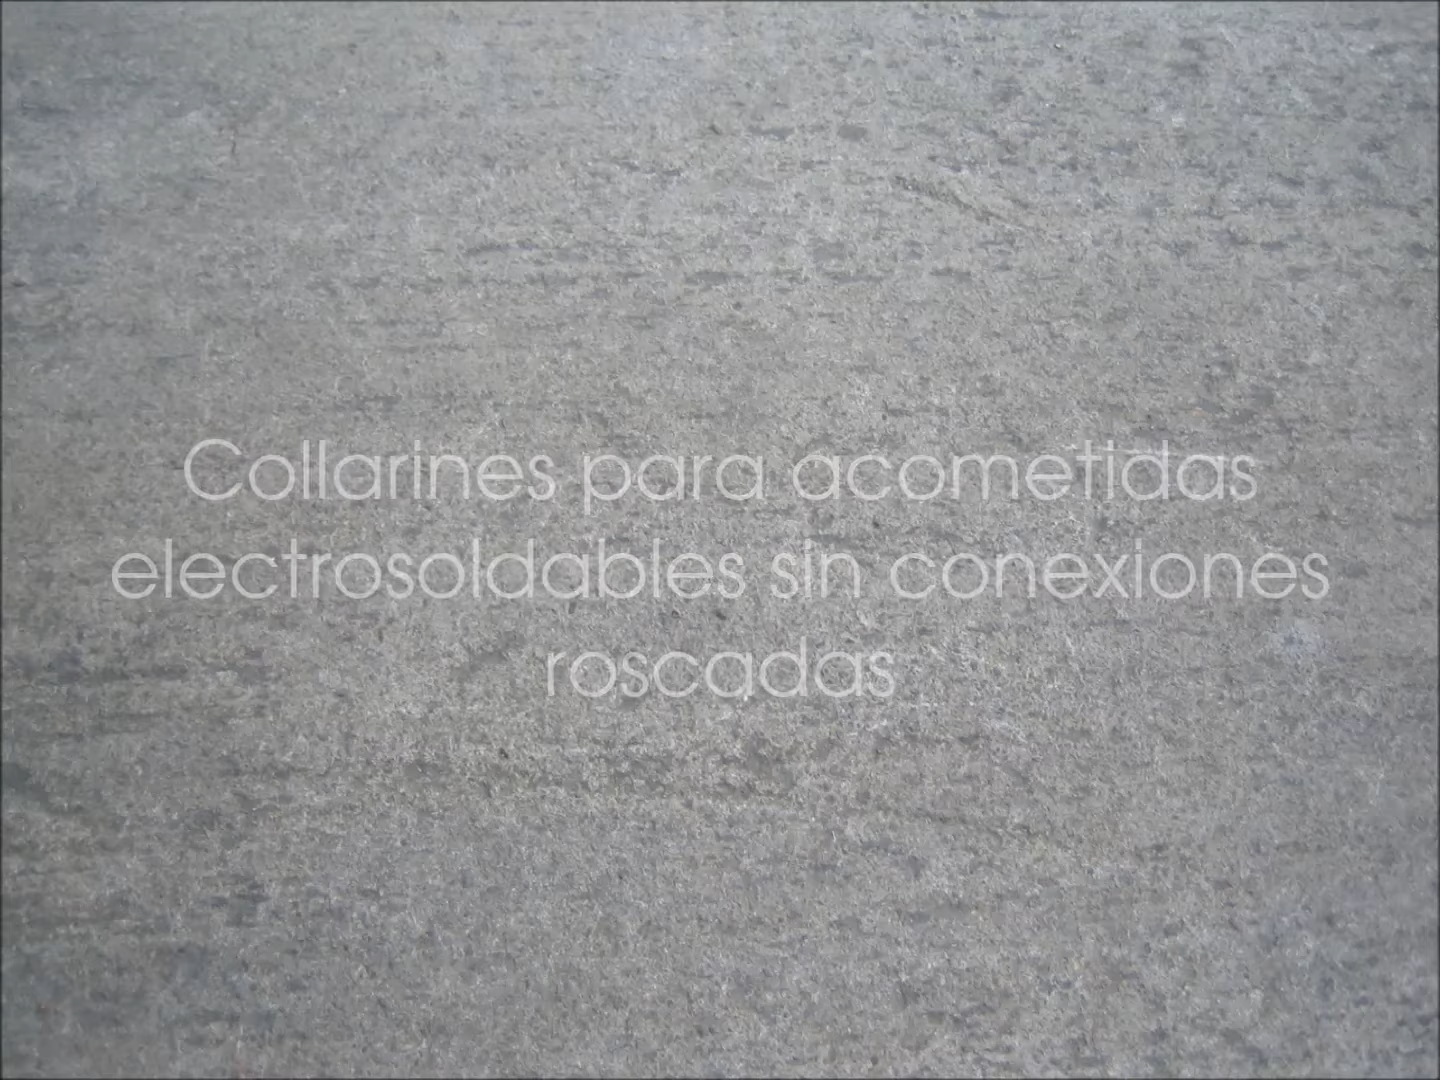 Collarines para acometidas
electrosoldables sin conexiones
roscadas